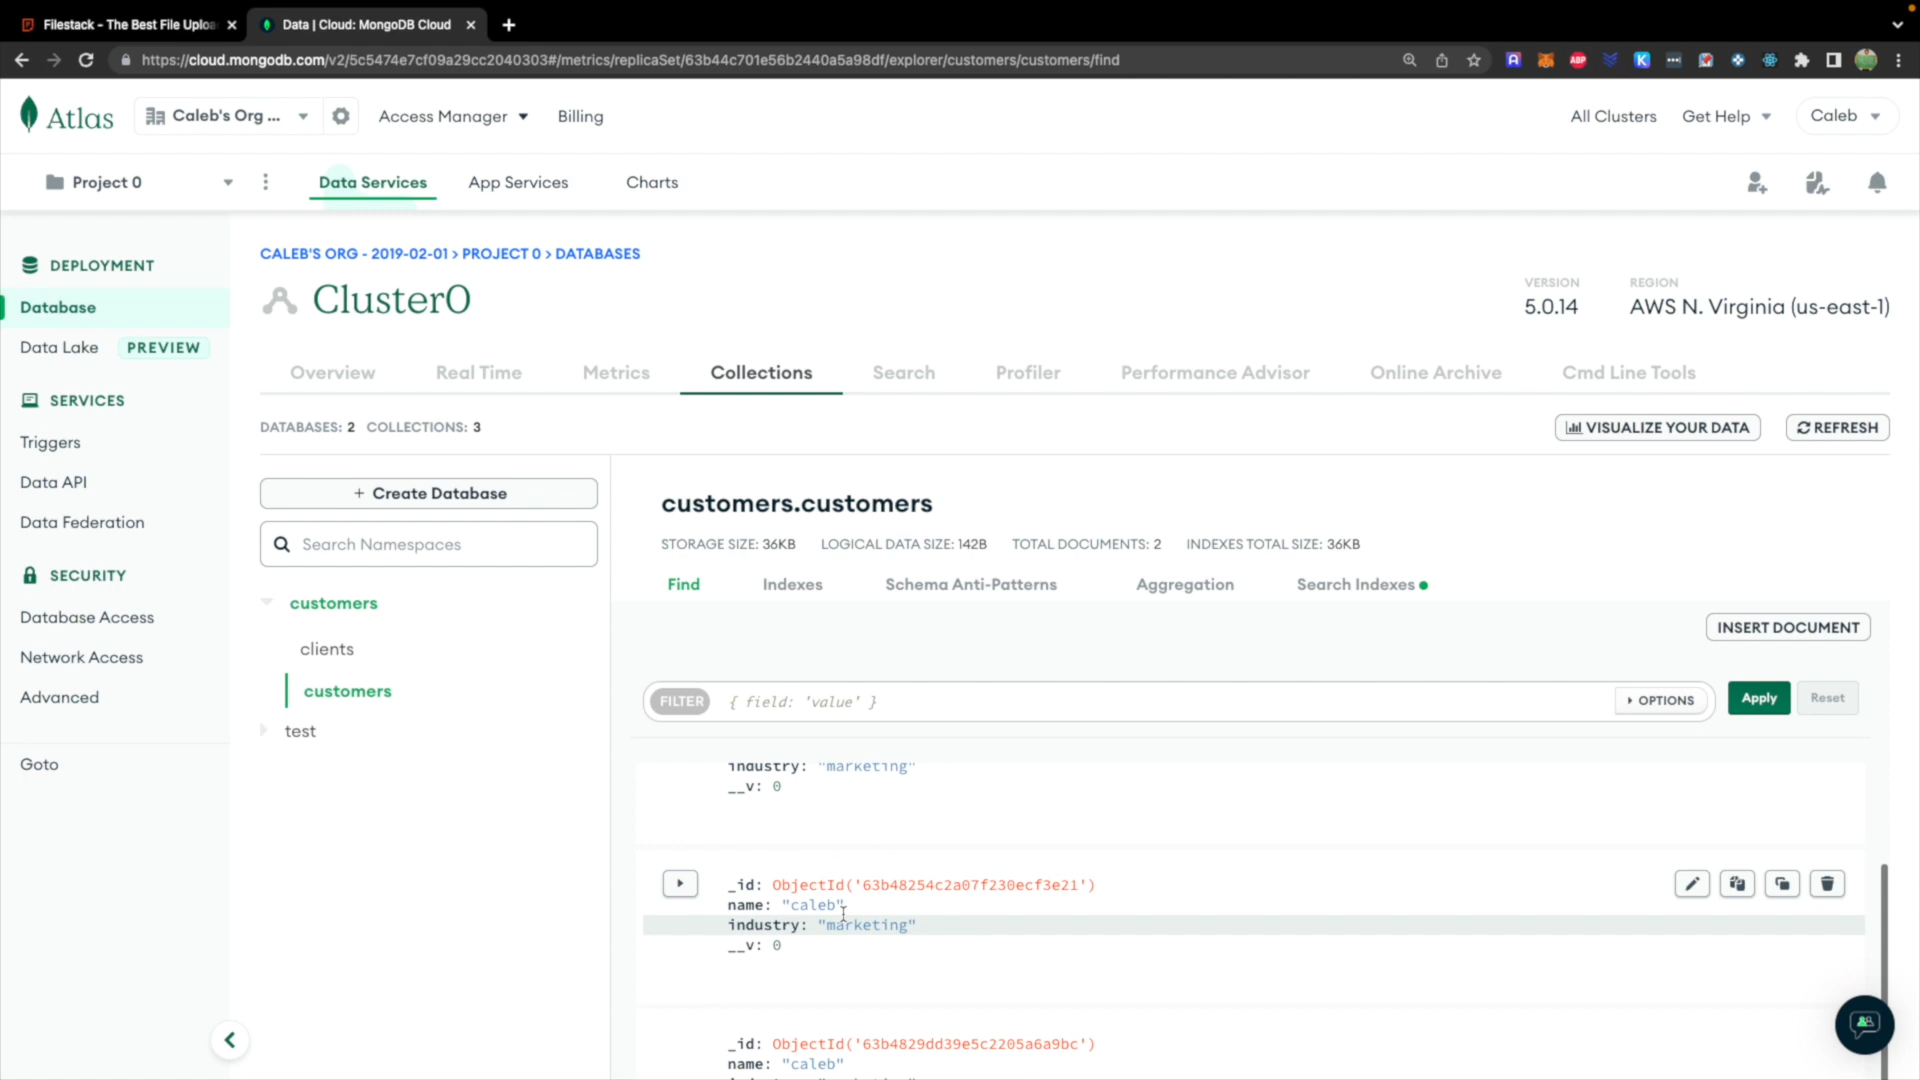 Filestack - The Best File Uploa
Data | Cloud: MongoDB Cloud
https://cloud.mongodb.com/v2/5c5474e7cf09a29cc2040303#/metrics/replicaSet/63b44c701e56b2440a5a98df/explorer/customers/customers/find
ABP
Atlas
Caleb's Org ...
Access Manager
Billing
All Clusters
Get Help
Caleb
Project 0
Data Services
App Services
Charts
DEPLOYMENT
Database
Data Lake PREVIEW
SERVICES
Triggers
Data API
Data Federation
SECURITY
Database Access
Network Access
Advanced
Goto
CALEB'S ORG - 2019-02-01 > PROJECT 0 > DATABASES
Cluster0
VERSION
5.0.14
REGION
AWS N. Virginia (us-east-1)
Overview
Real Time
Metrics
Collections
Search
Profiler
Performance Advisor
Online Archive
Cmd Line Tools
DATABASES: 2 COLLECTIONS: 3
VISUALIZE YOUR DATA
REFRESH
+ Create Database
Search Namespaces
customers
clients
customers
test
customers.customers
STORAGE SIZE: 36KB LOGICAL DATA SIZE: 142B TOTAL DOCUMENTS: 2 INDEXES TOTAL SIZE: 36KB
Find
Indexes
Schema Anti-Patterns
Aggregation
Search Indexes
INSERT DOCUMENT
FILTER { field: 'value' }
OPTIONS
Apply
Reset
industry: "marketing"
__v: 0
_id: ObjectId('63b48254c2a07f230ecf3e21')
name: "caleb"
industry: "marketing"
__v: 0
_id: ObjectId('63b4829dd39e5c2205a6a9bc')
name: "caleb"